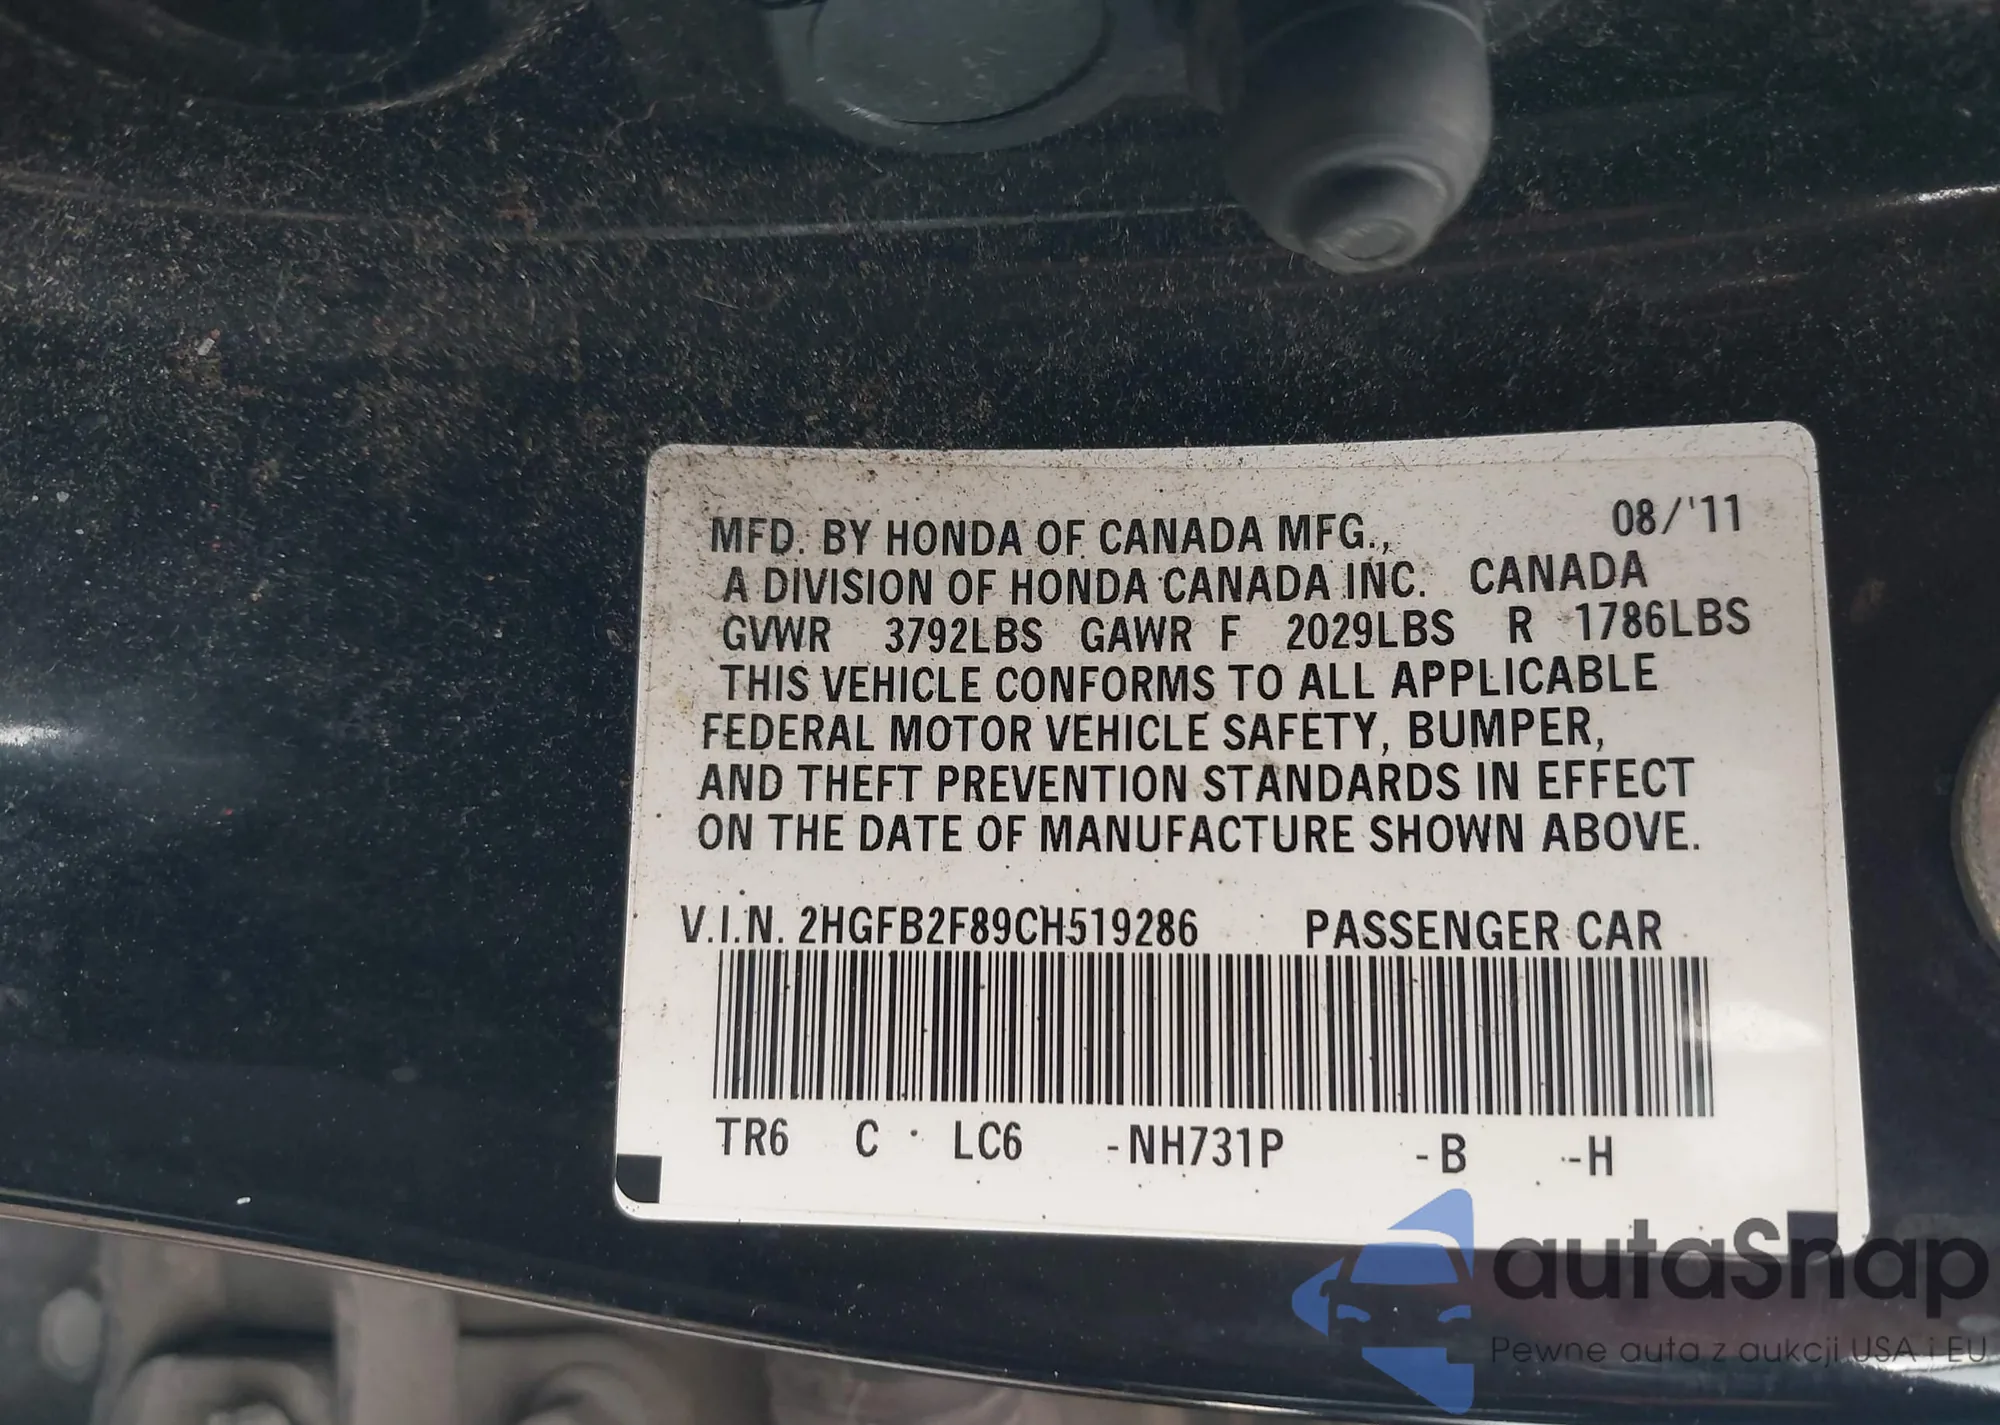 08/'11
MFD. BY HONDA OF CANADA MFG.,
A DIVISION OF HONDA CANADA INC. CANADA
GVWR 3792LBS GAWR F 2029LBS R 1786LBS
THIS VEHICLE CONFORMS TO ALL APPLICABLE
FEDERAL MOTOR VEHICLE SAFETY, BUMPER,
AND THEFT PREVENTION STANDARDS IN EFFECT
ON THE DATE OF MANUFACTURE SHOWN ABOVE.
V.I.N. 2HGFB2F89CH519286 PASSENGER CAR
TR6 C LC6 -NH731P -B -H
autaSnap
Pewne auta z aukcji USA i EU